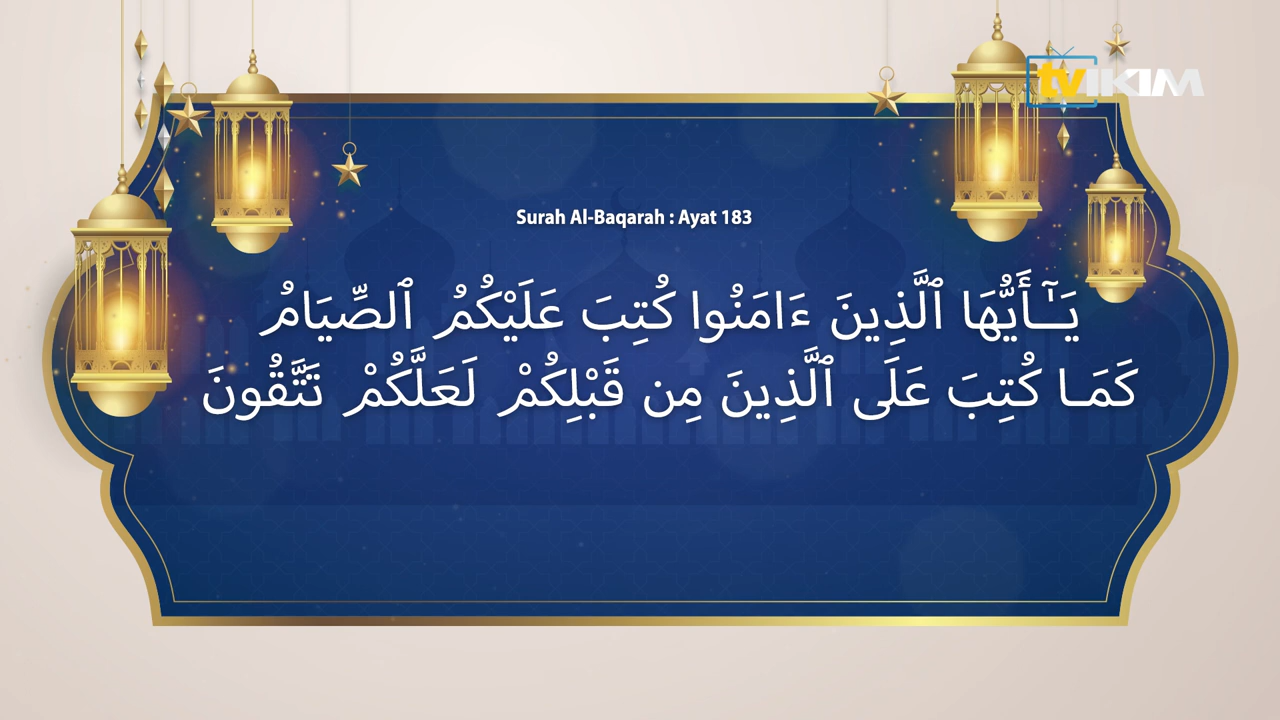 tvIKIM
Surah Al-Baqarah : Ayat 183
يَـٰٓأَيُّهَا ٱلَّذِينَ ءَامَنُوا كُتِبَ عَلَيْكُمُ ٱلصِّيَامُ
كَمَا كُتِبَ عَلَى ٱلَّذِينَ مِن قَبْلِكُمْ لَعَلَّكُمْ تَتَّقُونَ